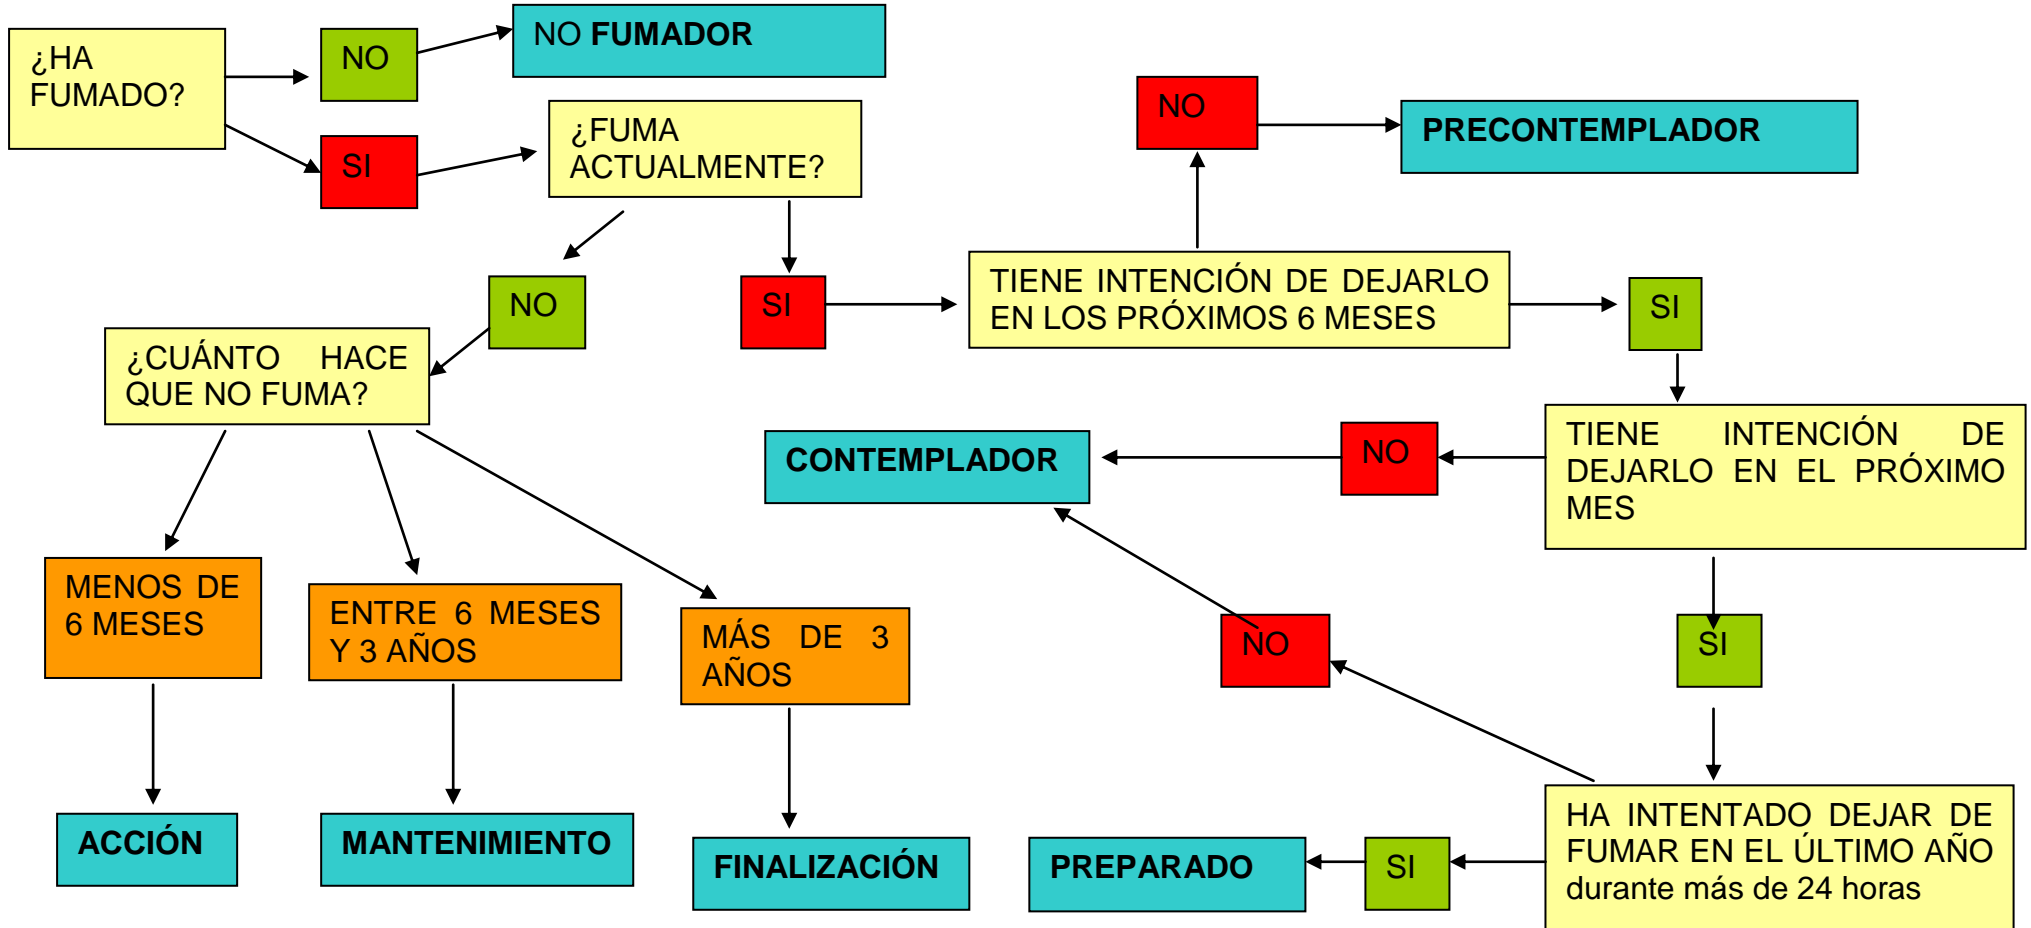 ¿HA
FUMADO?
NO
NO FUMADOR
SI
¿FUMA
ACTUALMENTE?
NO
PRECONTEMPLADOR
NO
SI
TIENE INTENCIÓN DE DEJARLO
EN LOS PRÓXIMOS 6 MESES
SI
¿CUÁNTO HACE
QUE NO FUMA?
CONTEMPLADOR
NO
TIENE INTENCIÓN DE
DEJARLO EN EL PRÓXIMO
MES
MENOS DE
6 MESES
ENTRE 6 MESES
Y 3 AÑOS
MÁS DE 3
AÑOS
NO
SI
ACCIÓN
MANTENIMIENTO
FINALIZACIÓN
PREPARADO
SI
HA INTENTADO DEJAR DE
FUMAR EN EL ÚLTIMO AÑO
durante más de 24 horas